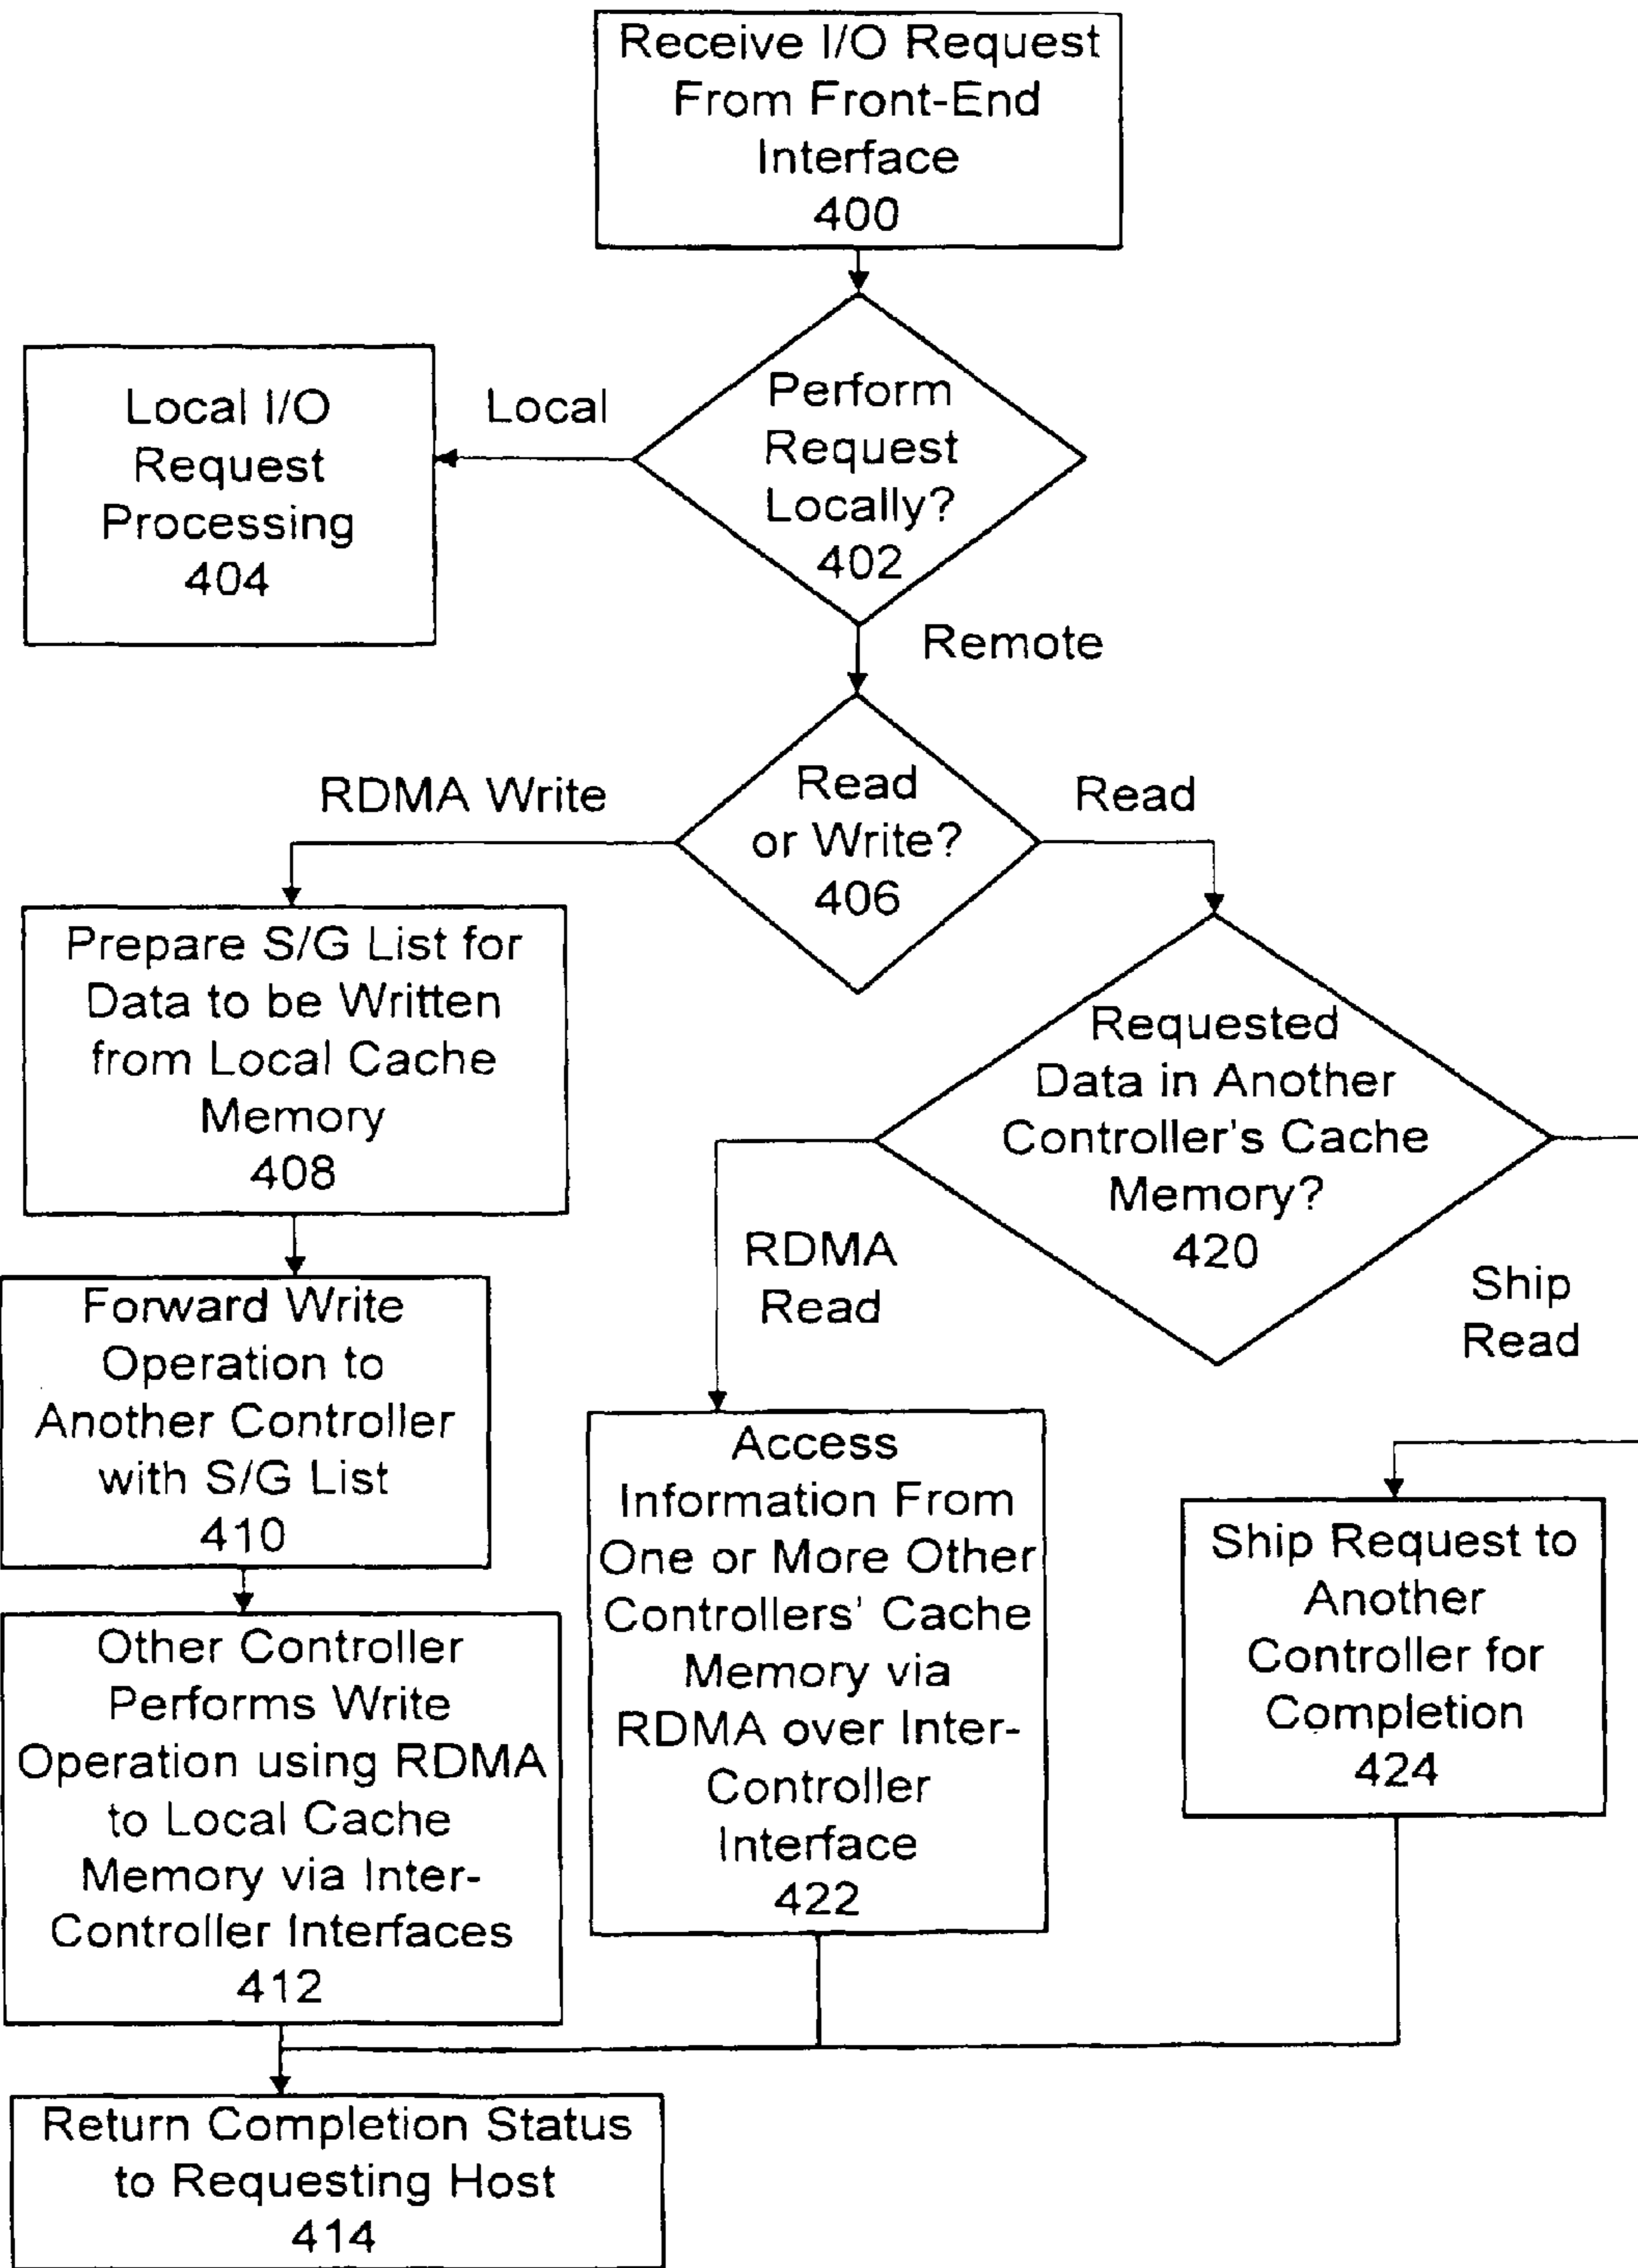 Receive I/O Request
From Front-End
Interface
400
Local I/O
Request
Processing
404
Local
Perform
Request
Locally?
402
Remote
RDMA Write
Read
or Write?
406
Read
Prepare S/G List for
Data to be Written
from Local Cache
Memory
408
Requested
Data in Another
Controller's Cache
Memory?
420
RDMA
Read
Ship
Read
Forward Write
Operation to
Another Controller
with S/G List
410
Access
Information From
One or More Other
Controllers' Cache
Memory via
RDMA over Inter-
Controller
Interface
422
Ship Request to
Another
Controller for
Completion
424
Other Controller
Performs Write
Operation using RDMA
to Local Cache
Memory via Inter-
Controller Interfaces
412
Return Completion Status
to Requesting Host
414